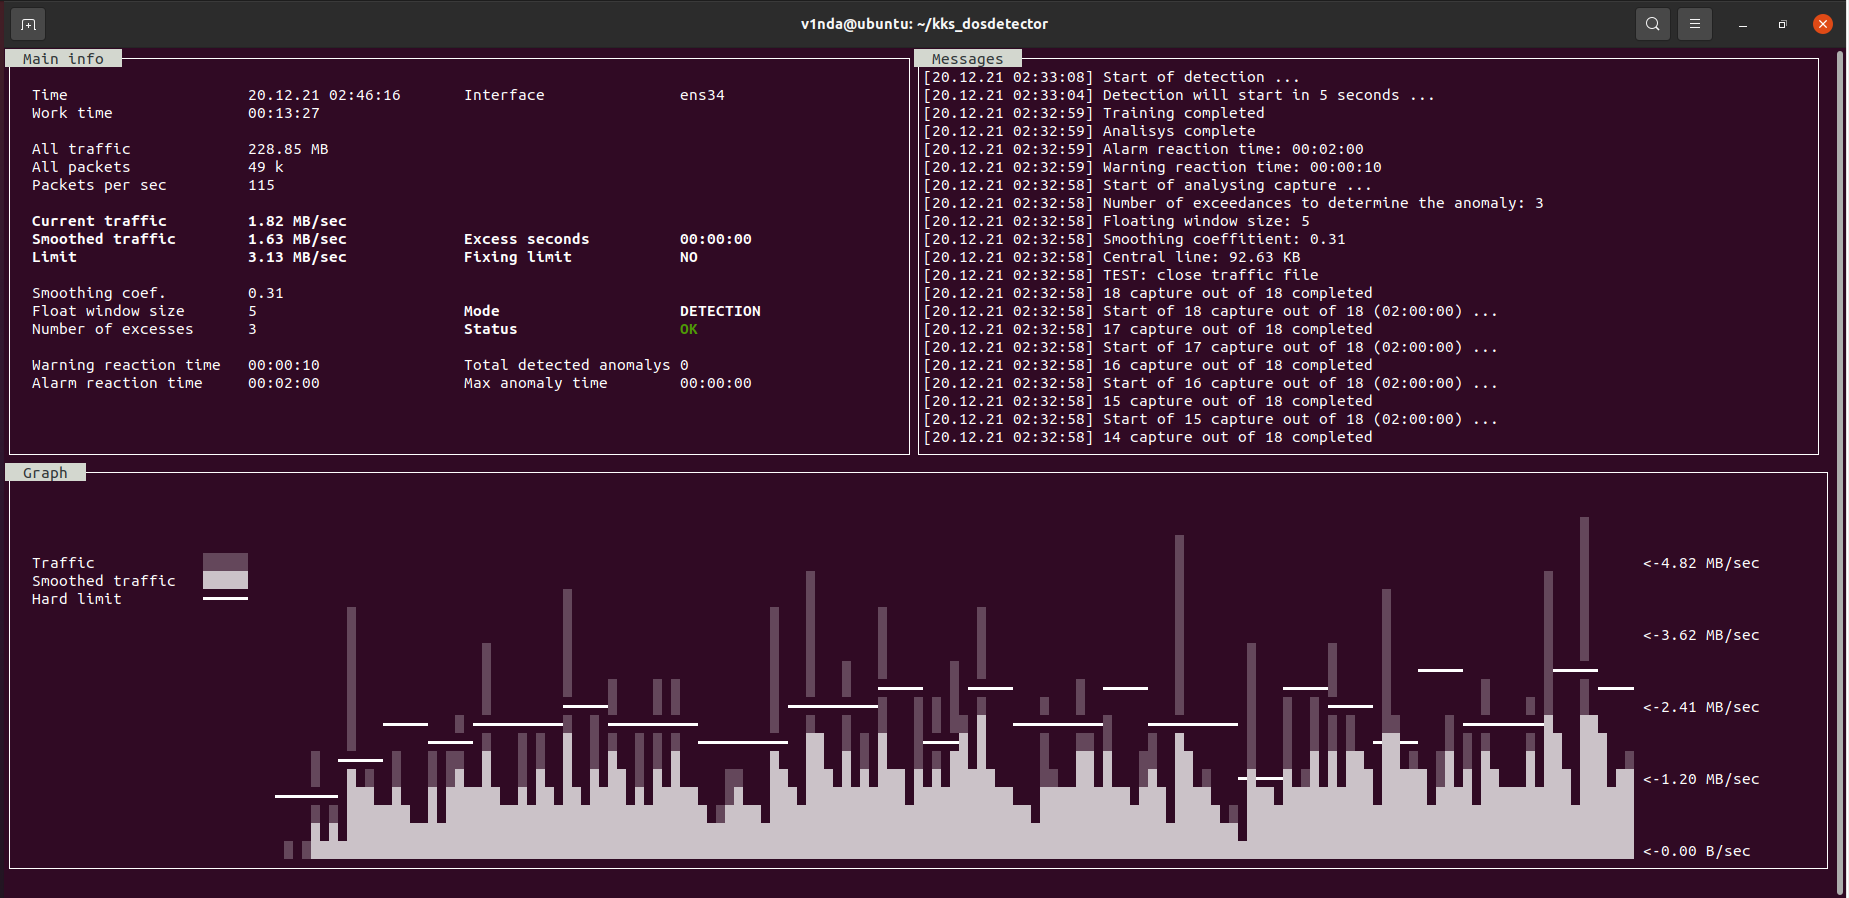 v1nda@ubuntu: ~/kks_dosdetector
Main info
Time 20.12.21 02:46:16 Interface ens34
Work time 00:13:27
All traffic 228.85 MB
All packets 49 k
Packets per sec 115
Current traffic 1.82 MB/sec
Smoothed traffic 1.63 MB/sec Excess seconds 00:00:00
Limit 3.13 MB/sec Fixing limit NO
Smoothing coef. 0.31
Float window size 5 Mode DETECTION
Number of excesses 3 Status OK
Warning reaction time 00:00:10 Total detected anomalys 0
Alarm reaction time 00:02:00 Max anomaly time 00:00:00
Messages
[20.12.21 02:33:08] Start of detection ...
[20.12.21 02:33:04] Detection will start in 5 seconds ...
[20.12.21 02:32:59] Training completed
[20.12.21 02:32:59] Analisys complete
[20.12.21 02:32:59] Alarm reaction time: 00:02:00
[20.12.21 02:32:59] Warning reaction time: 00:00:10
[20.12.21 02:32:58] Start of analysing capture ...
[20.12.21 02:32:58] Number of exceedances to determine the anomaly: 3
[20.12.21 02:32:58] Floating window size: 5
[20.12.21 02:32:58] Smoothing coeffitient: 0.31
[20.12.21 02:32:58] Central line: 92.63 KB
[20.12.21 02:32:58] TEST: close traffic file
[20.12.21 02:32:58] 18 capture out of 18 completed
[20.12.21 02:32:58] Start of 18 capture out of 18 (02:00:00) ...
[20.12.21 02:32:58] 17 capture out of 18 completed
[20.12.21 02:32:58] Start of 17 capture out of 18 (02:00:00) ...
[20.12.21 02:32:58] 16 capture out of 18 completed
[20.12.21 02:32:58] Start of 16 capture out of 18 (02:00:00) ...
[20.12.21 02:32:58] 15 capture out of 18 completed
[20.12.21 02:32:58] Start of 15 capture out of 18 (02:00:00) ...
[20.12.21 02:32:58] 14 capture out of 18 completed
Graph
Traffic
Smoothed traffic
Hard limit
<-4.82 MB/sec
<-3.62 MB/sec
<-2.41 MB/sec
<-1.20 MB/sec
<-0.00 B/sec